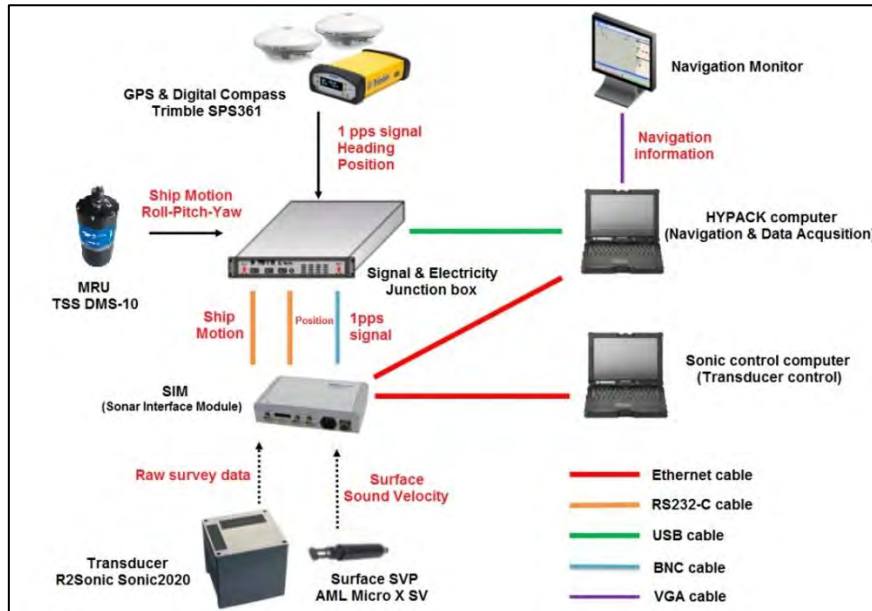 GPS & Digital Compass
Trimble SPS361
1 pps signal
Heading
Position
Navigation Monitor
Navigation
information
Ship Motion
Roll-Pitch-Yaw
MRU
TSS DMS-10
Signal & Electricity
Junction box
HYPACK computer
(Navigation & Data Acqusition)
Ship
Motion
Position
1pps
signal
SIM
(Sonar Interface Module)
Sonic control computer
(Transducer control)
Raw survey data
Surface
Sound Velocity
Transducer
R2Sonic Sonic2020
Surface SVP
AML Micro X SV
Ethernet cable
RS232-C cable
USB cable
BNC cable
VGA cable